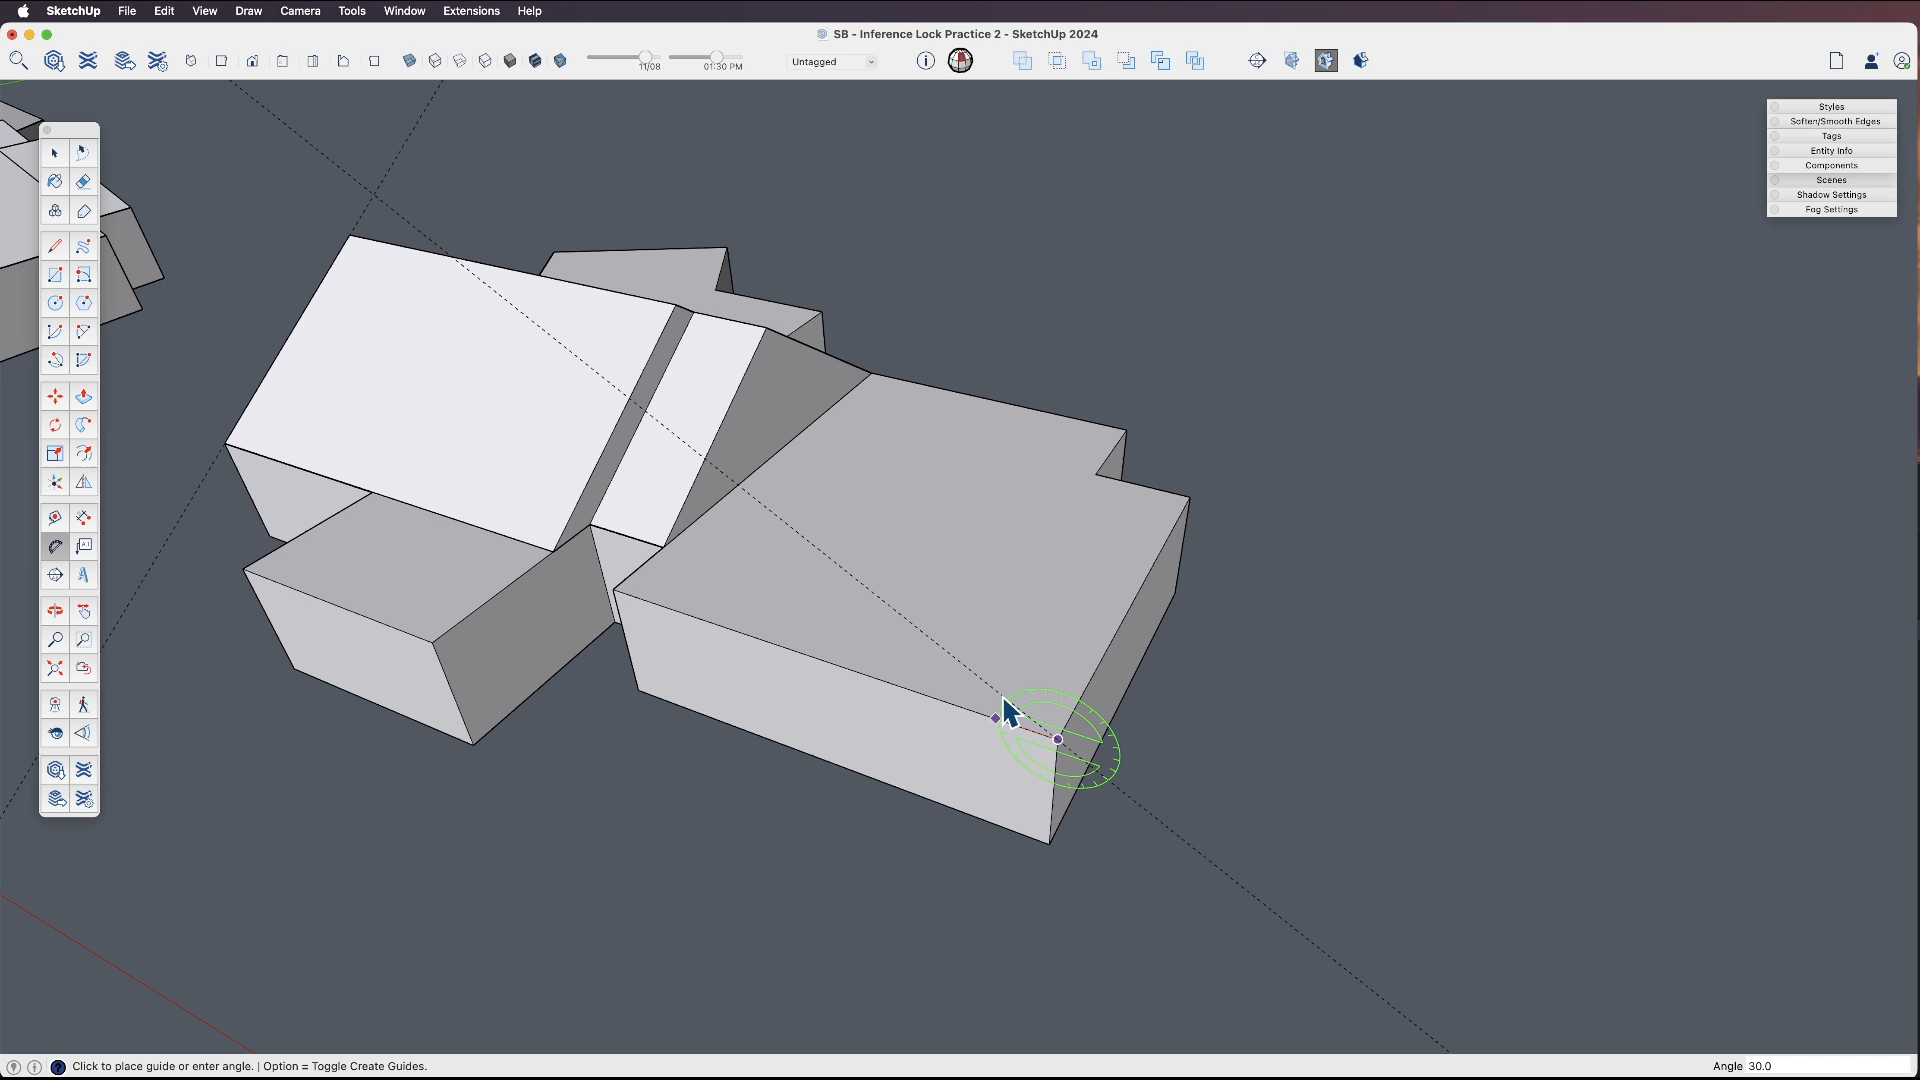 SketchUp File Edit View Draw Camera Tools Window Extensions Help
SB - Inference Lock Practice 2 - SketchUp 2024
11/08
01:30 PM
Untagged
Styles
Soften/Smooth Edges
Tags
Entity Info
Components
Scenes
Shadow Settings
Fog Settings
A1
A
Click to place guide or enter angle. | Option = Toggle Create Guides.
Angle 30.0